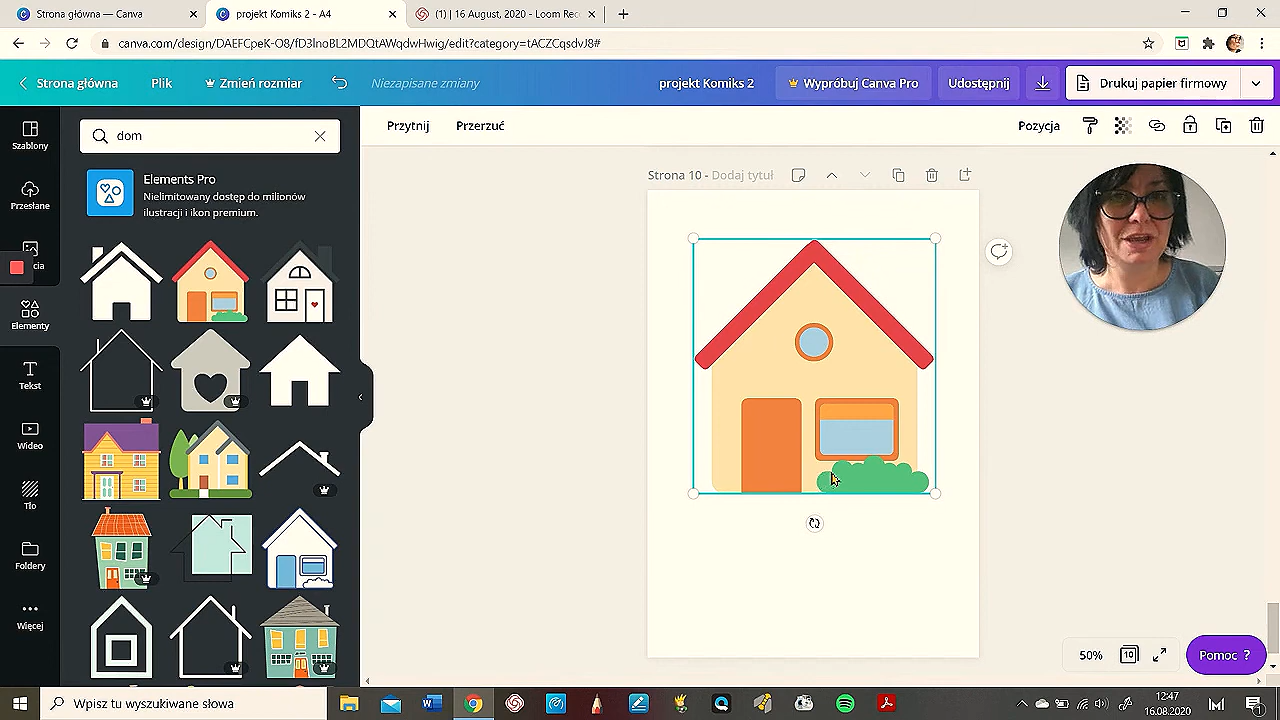 Strona główna — Canva
projekt Komiks 2 - A4
(1) | 16 August, 2020 - Loom Rec
canva.com/design/DAEFCpeK-O8/fD3lnoBL2MDQtAWqdwHwig/edit?category=tACZCqsdvJ8#
Strona główna
Plik
Zmień rozmiar
Niezapisane zmiany
projekt Komiks 2
Wypróbuj Canva Pro
Udostępnij
Drukuj papier firmowy
dom
Przytnij
Przerzuć
Pozycja
Szablony
Przesłane
cia
Elementy
Tekst
Wideo
Tło
Foldery
Więcej
Elements Pro
Nielimitowany dostęp do milionów
ilustracji i ikon premium.
Strona 10 - Dodaj tytuł
50%
10
Pomoc ?
Wpisz tu wyszukiwane słowa
12:47
16.08.2020